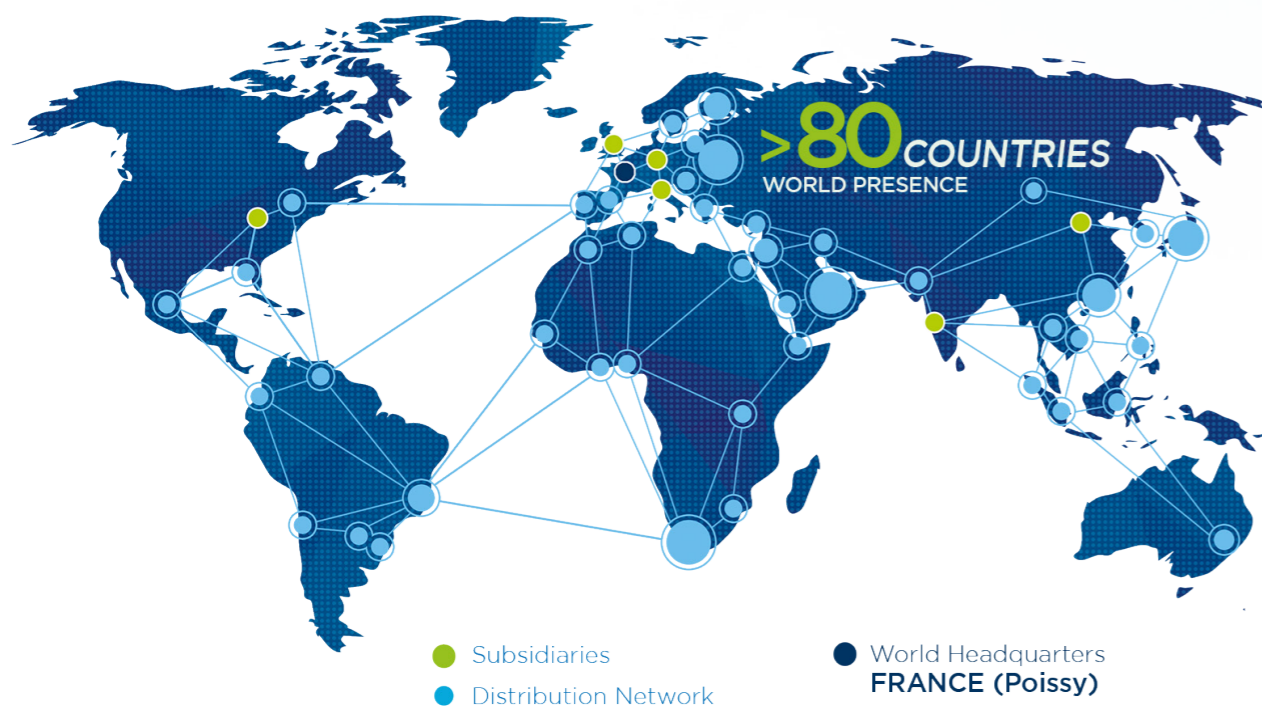 >80 COUNTRIES
WORLD PRESENCE
Subsidiaries
Distribution Network
World Headquarters
FRANCE (Poissy)